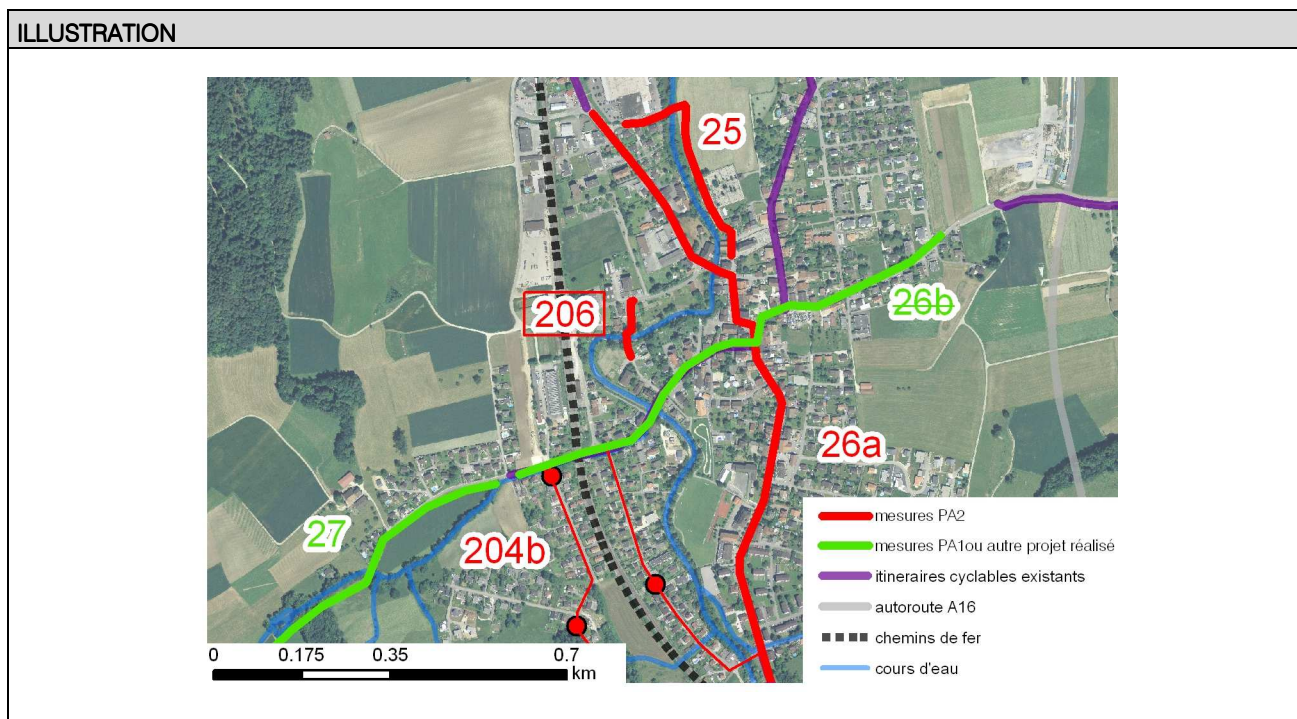 ILLUSTRATION
25
26b
206
26a
27
204b
mesures PA2
mesures PA1ou autre projet réalisé
itineraires cyclables existants
autoroute A16
chemins de fer
cours d'eau
0 0.175 0.35 0.7
km